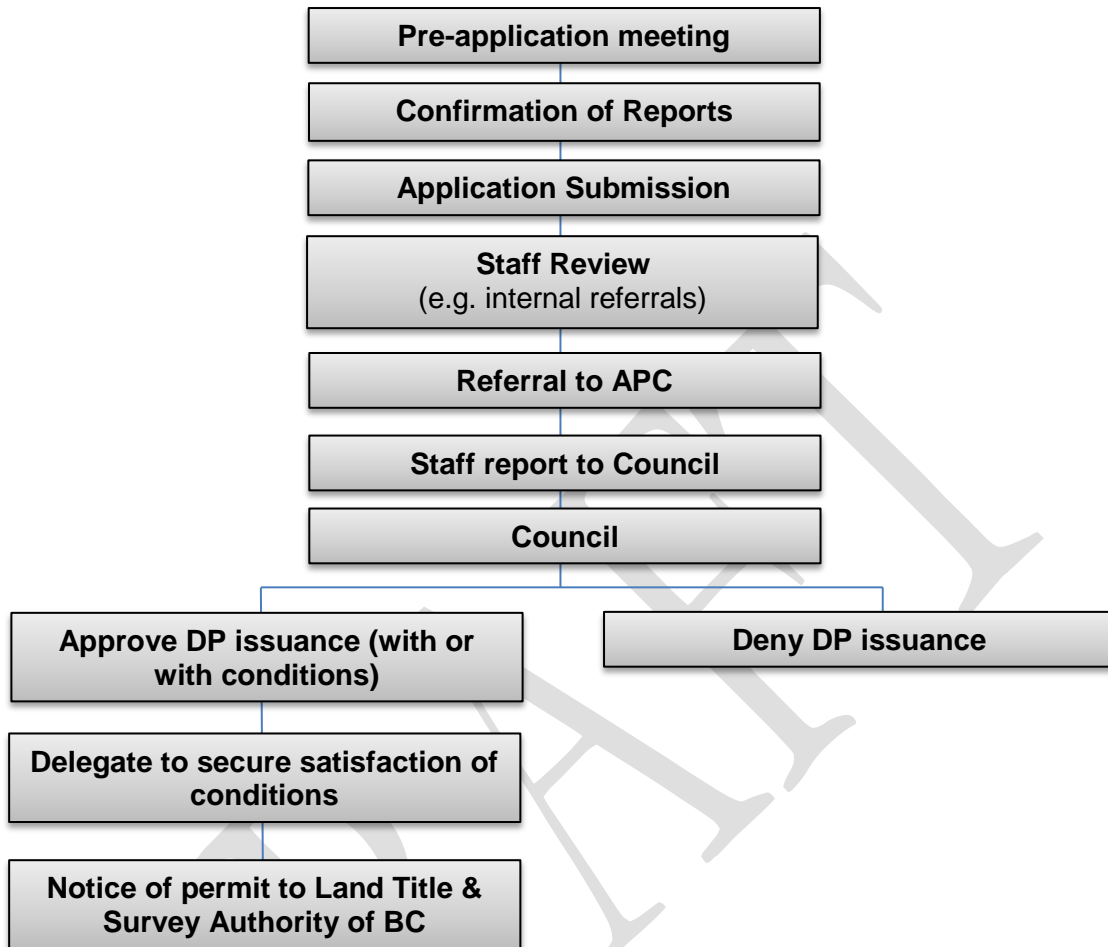 Pre-application meeting
Confirmation of Reports
Application Submission
Staff Review
(e.g. internal referrals)
Referral to APC
Staff report to Council
Council
Approve DP issuance (with or
with conditions)
Deny DP issuance
Delegate to secure satisfaction of
conditions
Notice of permit to Land Title &
Survey Authority of BC
DRAFT